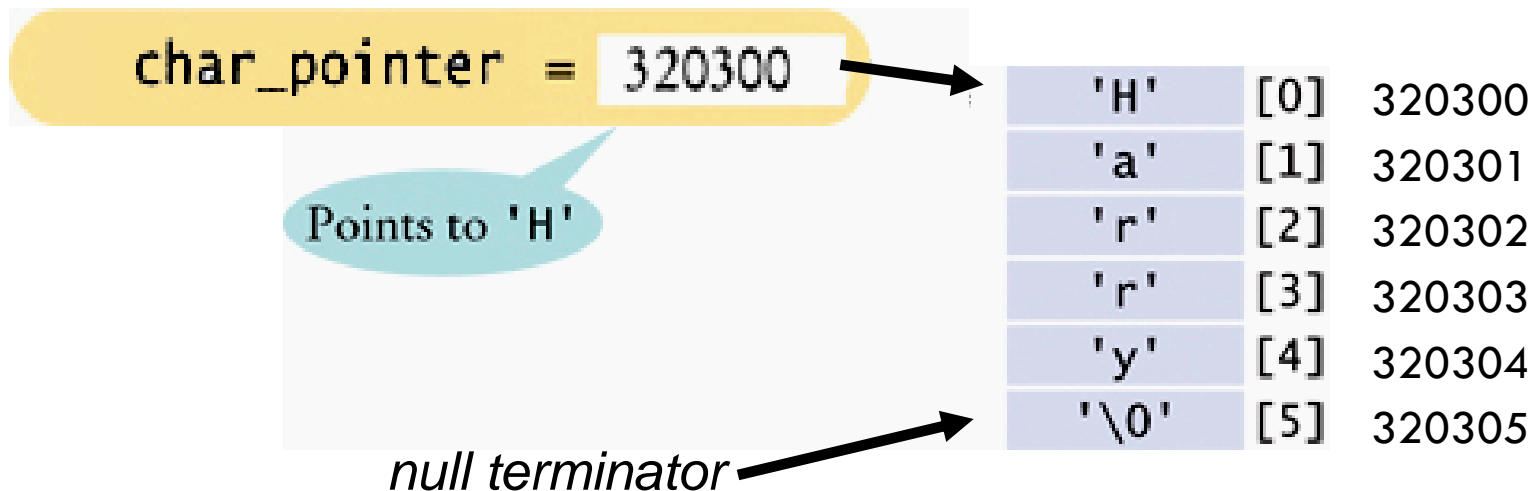 char_pointer = 320300
Points to 'H'
'H' [0] 320300
'a' [1] 320301
'r' [2] 320302
'r' [3] 320303
'y' [4] 320304
'\0' [5] 320305
null terminator